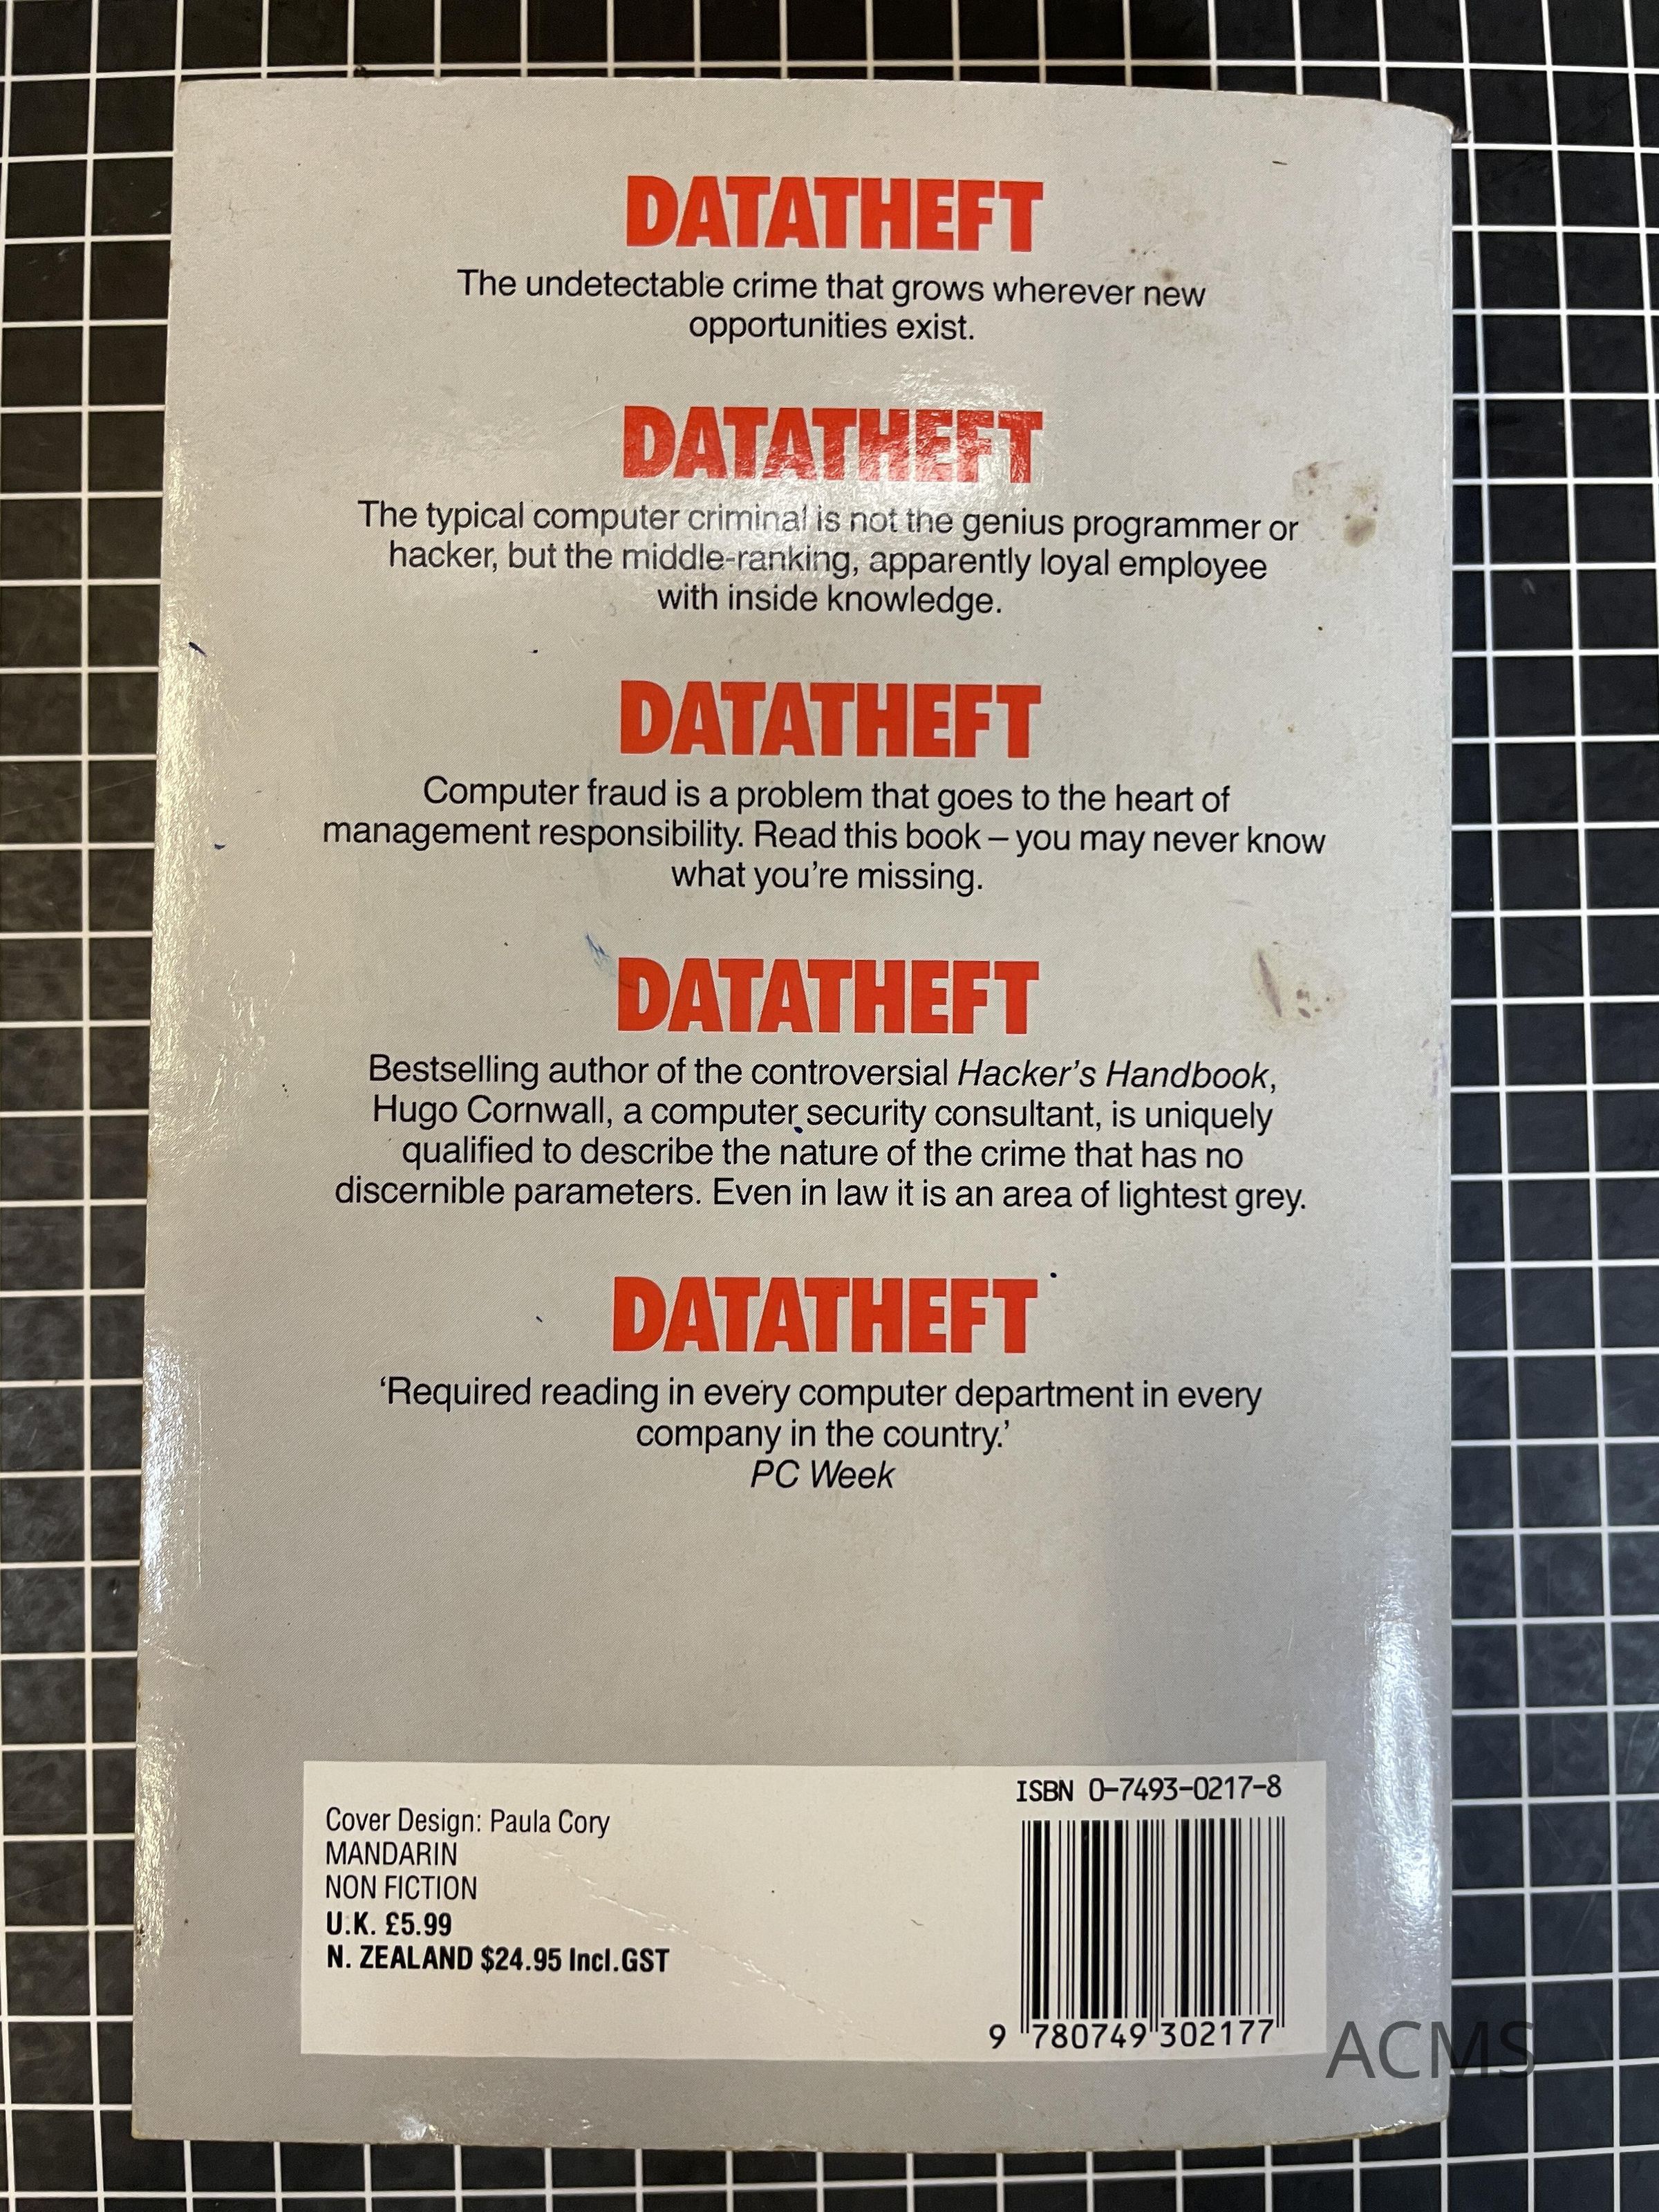 DATATHEFT
The undetectable crime that grows wherever new
opportunities exist.
DATATHEFT
The typical computer criminal is not the genius programmer or
hacker, but the middle-ranking, apparently loyal employee
with inside knowledge.
DATATHEFT
Computer fraud is a problem that goes to the heart of
management responsibility. Read this book – you may never know
what you're missing.
DATATHEFT
Bestselling author of the controversial Hacker's Handbook,
Hugo Cornwall, a computer security consultant, is uniquely
qualified to describe the nature of the crime that has no
discernible parameters. Even in law it is an area of lightest grey.
DATATHEFT
‘Required reading in every computer department in every
company in the country.’
PC Week
Cover Design: Paula Cory
MANDARIN
NON FICTION
U.K. £5.99
N. ZEALAND $24.95 Incl.GST
ISBN 0–7493–0217–8
9 780749 302177
ACMS